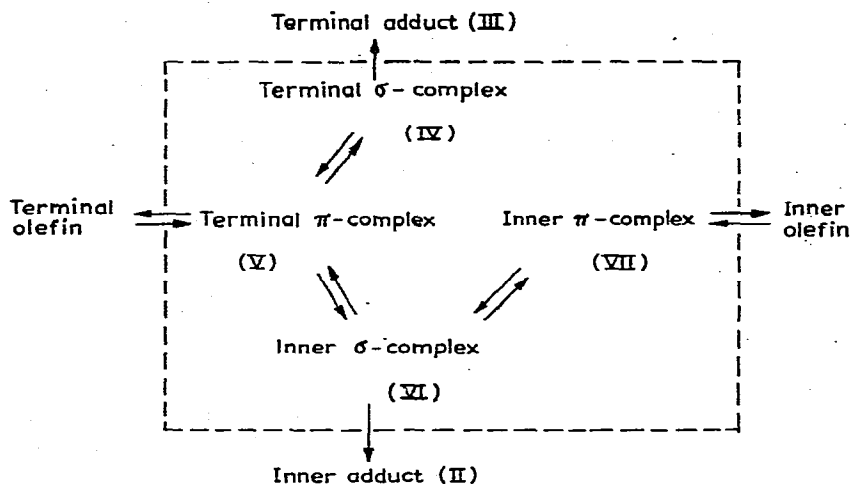 Terminal adduct (III)
Terminal σ-complex
(IV)
Terminal olefin
Terminal π-complex
(V)
Inner π-complex
(VII)
Inner olefin
Inner σ-complex
(VI)
Inner adduct (II)